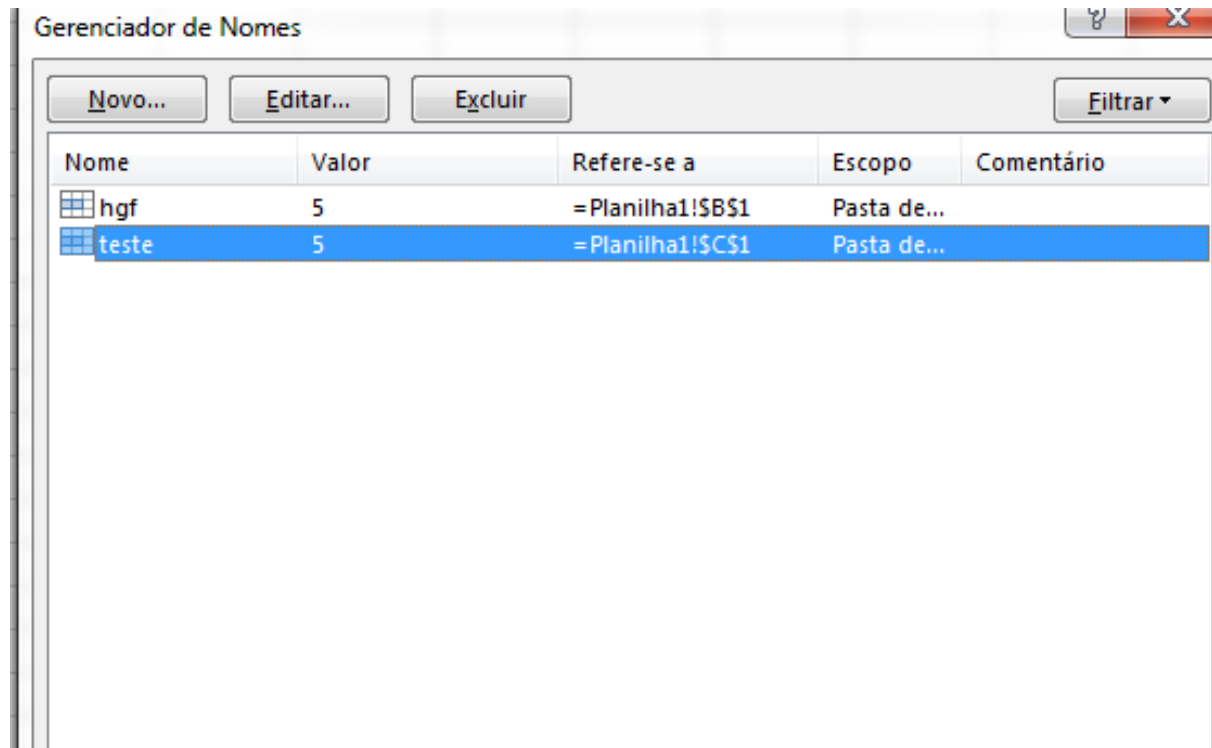 Gerenciador de Nomes
?
X
Novo... Editar... Excluir Filtrar
Nome Valor Refere-se a Escopo Comentário
hgf 5 =Planilha1!$B$1 Pasta de...
teste 5 =Planilha1!$C$1 Pasta de...